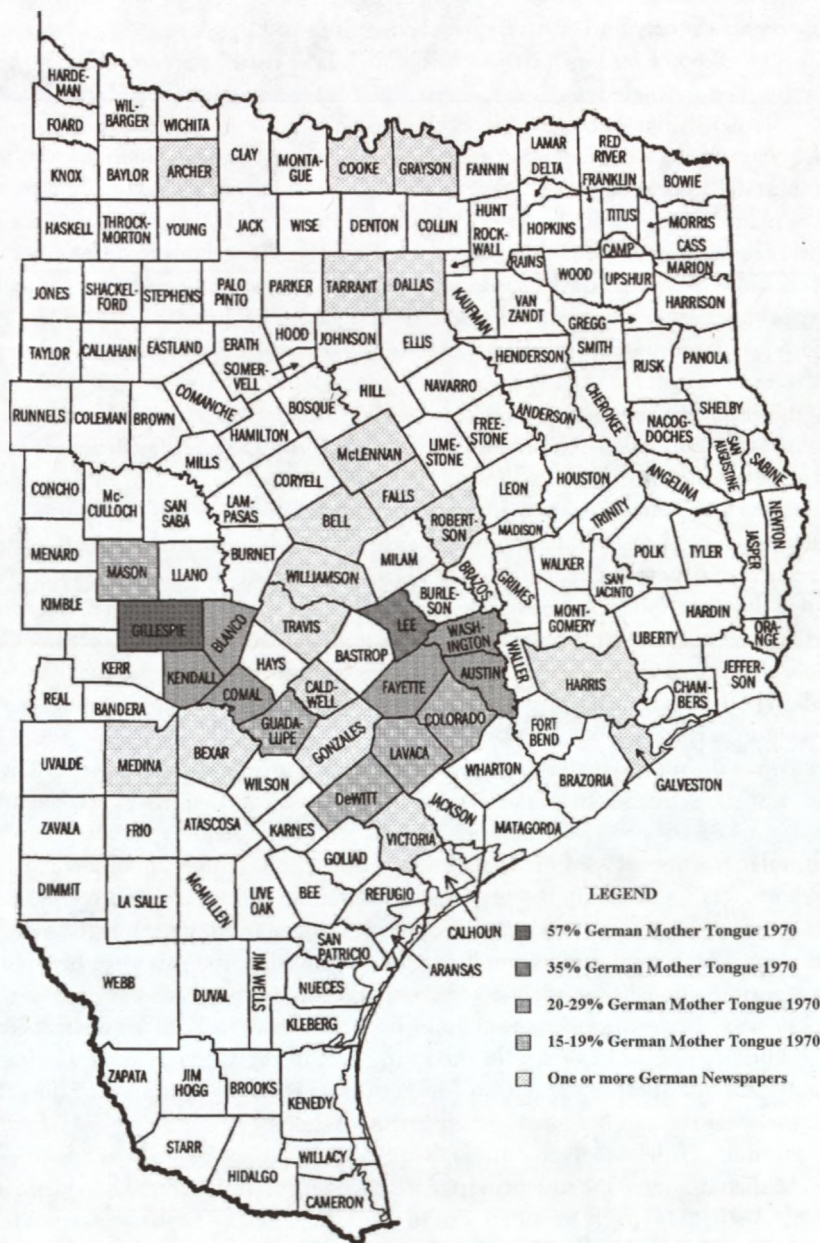 HARDE-
MAN
WIL-
BARGER
FOARD
WICHITA
CLAY
MONTA-
GUE
COOKE
GRAYSON
FANNIN
LAMAR
DELTA
RED
RIVER
FRANKLIN
BOWIE
KNOX
BAYLOR
ARCHER
HASKELL
THROCK-
MORTON
YOUNG
JACK
WISE
DENTON
COLLIN
HUNT
ROCK-
WALL
HOPKINS
TITUS
MORRIS
CASS
CAMP
MARION
RAINS
WOOD
UPSHUR
HARRISON
JONES
SHACKEL-
FORD
STEPHENS
PALO
PINTO
PARKER
TARRANT
DALLAS
KAUFMAN
VAN
ZANDT
GREGG
SMITH
TAYLOR
CALLAHAN
EASTLAND
ERATH
HOOD
SOMER-
VELL
JOHNSON
ELLIS
HENDERSON
RUSK
PANOLA
COMANCHE
BOSQUE
HILL
NAVARRO
CHEROKEE
ANDERSON
SHELBY
RUNNELS
COLEMAN
BROWN
HAMILTON
McLENNAN
LIME-
STONE
FREE-
STONE
NACOG-
DOCHES
SAN
AUGUSTINE
SABINE
MILLS
CORYELL
FALLS
LEON
HOUSTON
ANGELINA
CONCHO
Mc-
CULLOCH
SAN
SABA
LAM-
PASAS
BELL
ROBERT-
SON
MADISON
TRINITY
NEWTON
JASPER
MENARD
MASON
LLANO
BURNET
WILLIAMSON
MILAM
BRAZOS
GRIMES
WALKER
SAN
JACINTO
POLK
TYLER
KIMBLE
GILLESPIE
BLANCO
TRAVIS
LEE
BURLE-
SON
WASH-
INGTON
MONT-
GOMERY
LIBERTY
HARDIN
ORA-
NGE
KERR
HAYS
BASTROP
FAYETTE
AUSTIN
WALLER
HARRIS
CHAM-
BERS
JEFFER-
SON
REAL
BANDERA
KENDALL
COMAL
CALD-
WELL
GUADA-
LUPE
GONZALES
COLORADO
LAVACA
FORT
BEND
UVALDE
MEDINA
BEXAR
WILSON
DeWITT
WHARTON
BRAZORIA
GALVESTON
ZAVALA
FRIO
ATASCOSA
KARNES
JACKSON
MATAGORDA
GOLIAD
VICTORIA
DIMMIT
LA SALLE
McMULLEN
LIVE
OAK
BEE
REFUGIO
CALHOUN
ARANSAS
WEBB
DUVAL
JIM WELLS
SAN
PATRICIO
NUECES
KLEBERG
ZAPATA
JIM
HOGG
BROOKS
KENEDY
STARR
HIDALGO
WILLACY
CAMERON
LEGEND
57% German Mother Tongue 1970
35% German Mother Tongue 1970
20-29% German Mother Tongue 1970
15-19% German Mother Tongue 1970
One or more German Newspapers